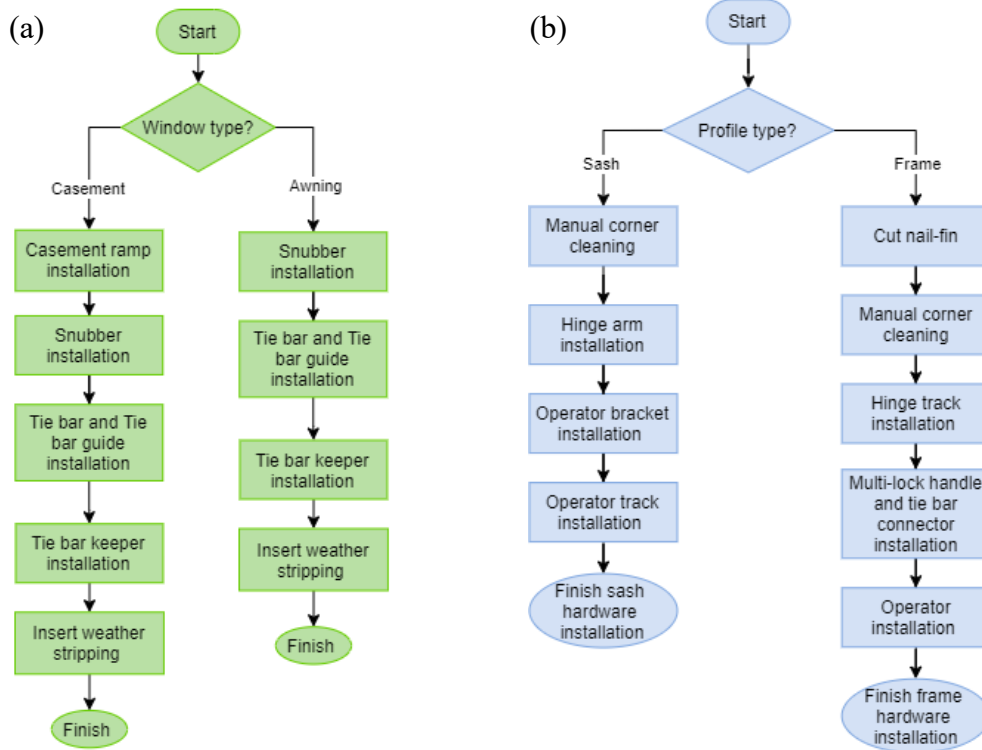 (a)
Start
Window type?
Casement
Awning
Casement ramp
installation
Snubber
installation
Tie bar and Tie
bar guide
installation
Tie bar keeper
installation
Insert weather
stripping
Finish
Snubber
installation
Tie bar and Tie
bar guide
installation
Tie bar keeper
installation
Insert weather
stripping
Finish
(b)
Start
Profile type?
Sash
Frame
Manual corner
cleaning
Hinge arm
installation
Operator bracket
installation
Operator track
installation
Finish sash
hardware
installation
Cut nail-fin
Manual corner
cleaning
Hinge track
installation
Multi-lock handle
and tie bar
connector
installation
Operator
installation
Finish frame
hardware
installation